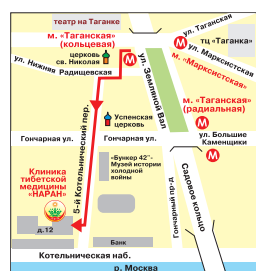 театр на Таганке
м. "Таганская"
(кольцевая)
церковь
св. Николая
ул. Нижняя
Радищевская
ул. Таганская
тц "Таганка"
ул. Марксистская
м. "Марксистская"
м. "Таганская"
(радиальная)
ул. Большие
Каменщики
ул. Земляной Вал
5-й Котельнический пер.
Успенская
церковь
Гончарная ул.
Гончарная ул.
"Бункер 42"-
Музей истории
холодной
войны
Клиника
тибетской
медицины
"НАРАН"
д. 12
Гончарный пр-д
Садовое кольцо
Банк
Котельническая наб.
р. Москва